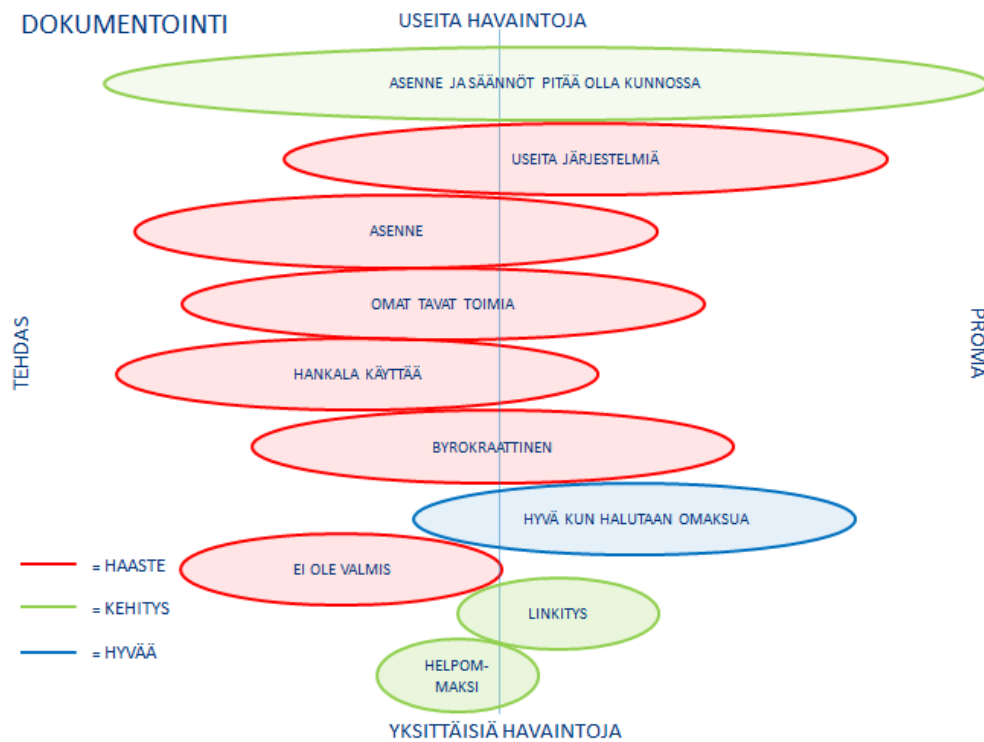 DOKUMENTOINTI
USEITA HAVAINTOJA
ASENNE JA SÄÄNNÖT PITÄÄ OLLA KUNNOSSA
USEITA JÄRJESTELMIÄ
ASENNE
OMAT TAVAT TOIMIA
TEHDAS
PROMA
HANKALA KÄYTTÄÄ
BYROKRAATTINEN
HYVÄ KUN HALUTAAN OMAKSUA
EI OLE VALMIS
= HAASTE
LINKITYS
= KEHITYS
= HYVÄÄ
HELPOM-
MAKSI
YKSITTÄISIÄ HAVAINTOJA